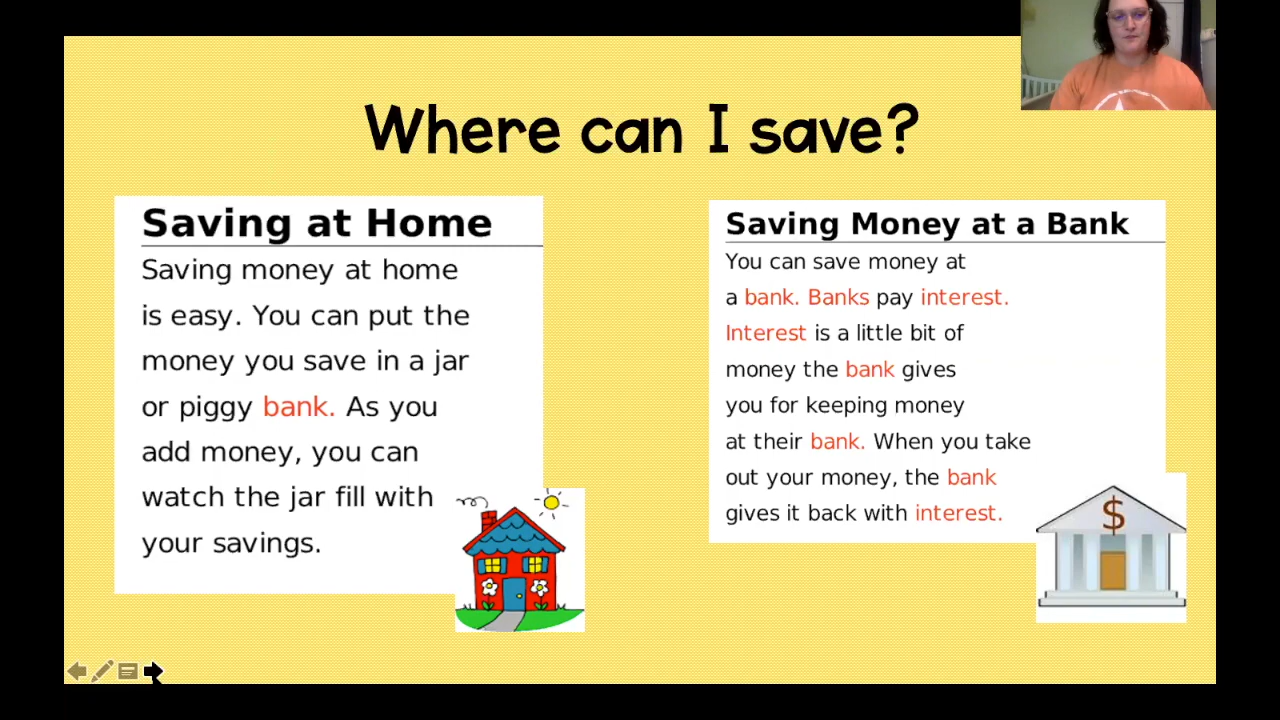 Where can I save?
Saving at Home
Saving money at home
is easy. You can put the
money you save in a jar
or piggy bank. As you
add money, you can
watch the jar fill with
your savings.
Saving Money at a Bank
You can save money at
a bank. Banks pay interest.
Interest is a little bit of
money the bank gives
you for keeping money
at their bank. When you take
out your money, the bank
gives it back with interest.
$